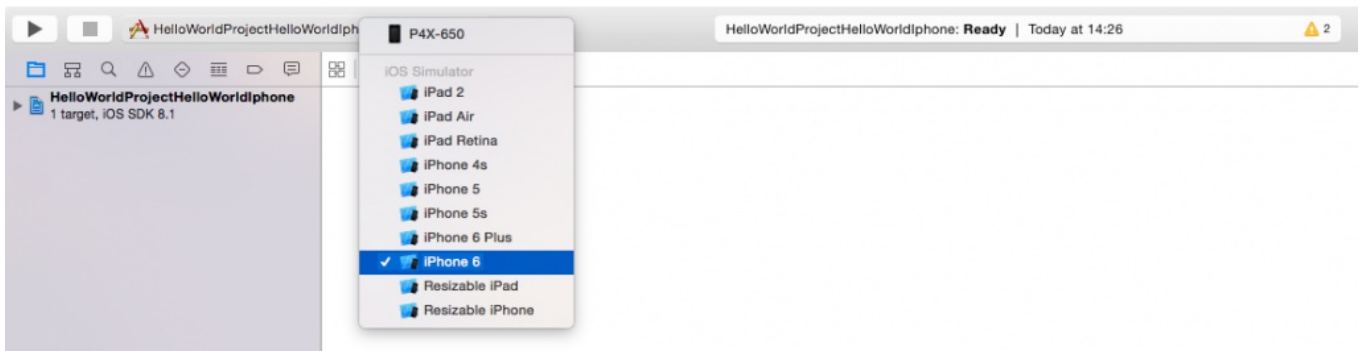 HelloWorldProjectHelloWorldIph
HelloWorldProjectHelloWorldIphone: Ready | Today at 14:26
2
HelloWorldProjectHelloWorldIphone
1 target, iOS SDK 8.1
P4X-650
iOS Simulator
iPad 2
iPad Air
iPad Retina
iPhone 4s
iPhone 5
iPhone 5s
iPhone 6 Plus
✓ iPhone 6
Resizable iPad
Resizable iPhone